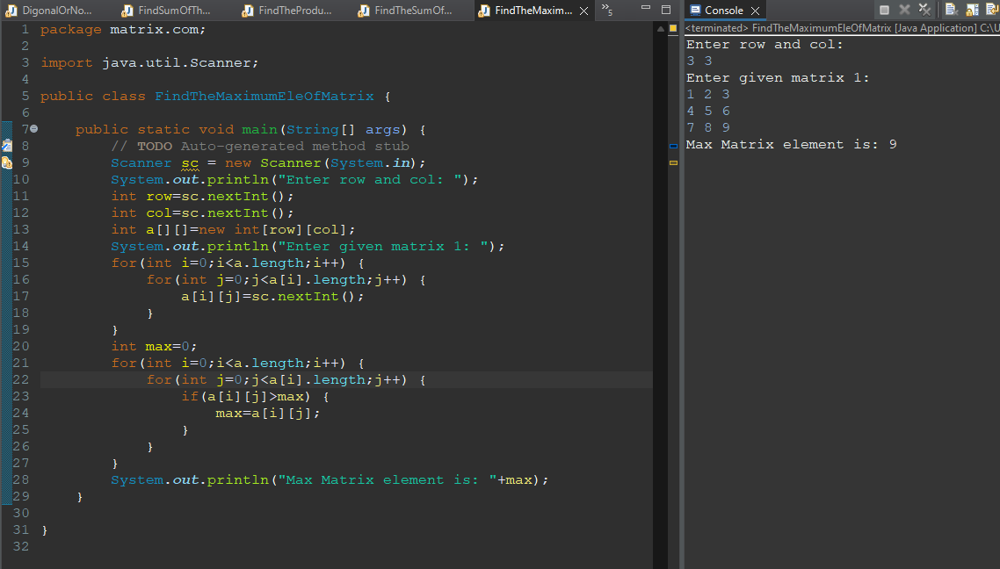 DigonalOrNo... FindSumOfTh... FindTheProdu... FindTheSumOf... FindTheMaxim... »5
1 package matrix.com;
2
3 import java.util.Scanner;
4
5 public class FindTheMaximumEleOfMatrix {
6
7     public static void main(String[] args) {
8         // TODO Auto-generated method stub
9         Scanner sc = new Scanner(System.in);
10         System.out.println("Enter row and col: ");
11         int row=sc.nextInt();
12         int col=sc.nextInt();
13         int a[][]=new int[row][col];
14         System.out.println("Enter given matrix 1: ");
15         for(int i=0;i<a.length;i++) {
16             for(int j=0;j<a[i].length;j++) {
17                 a[i][j]=sc.nextInt();
18             }
19         }
20         int max=0;
21         for(int i=0;i<a.length;i++) {
22             for(int j=0;j<a[i].length;j++) {
23                 if(a[i][j]>max) {
24                     max=a[i][j];
25                 }
26             }
27         }
28         System.out.println("Max Matrix element is: "+max);
29     }
30
31 }
32
Console
<terminated> FindTheMaximumEleOfMatrix [Java Application] C:\U
Enter row and col:
3 3
Enter given matrix 1:
1 2 3
4 5 6
7 8 9
Max Matrix element is: 9